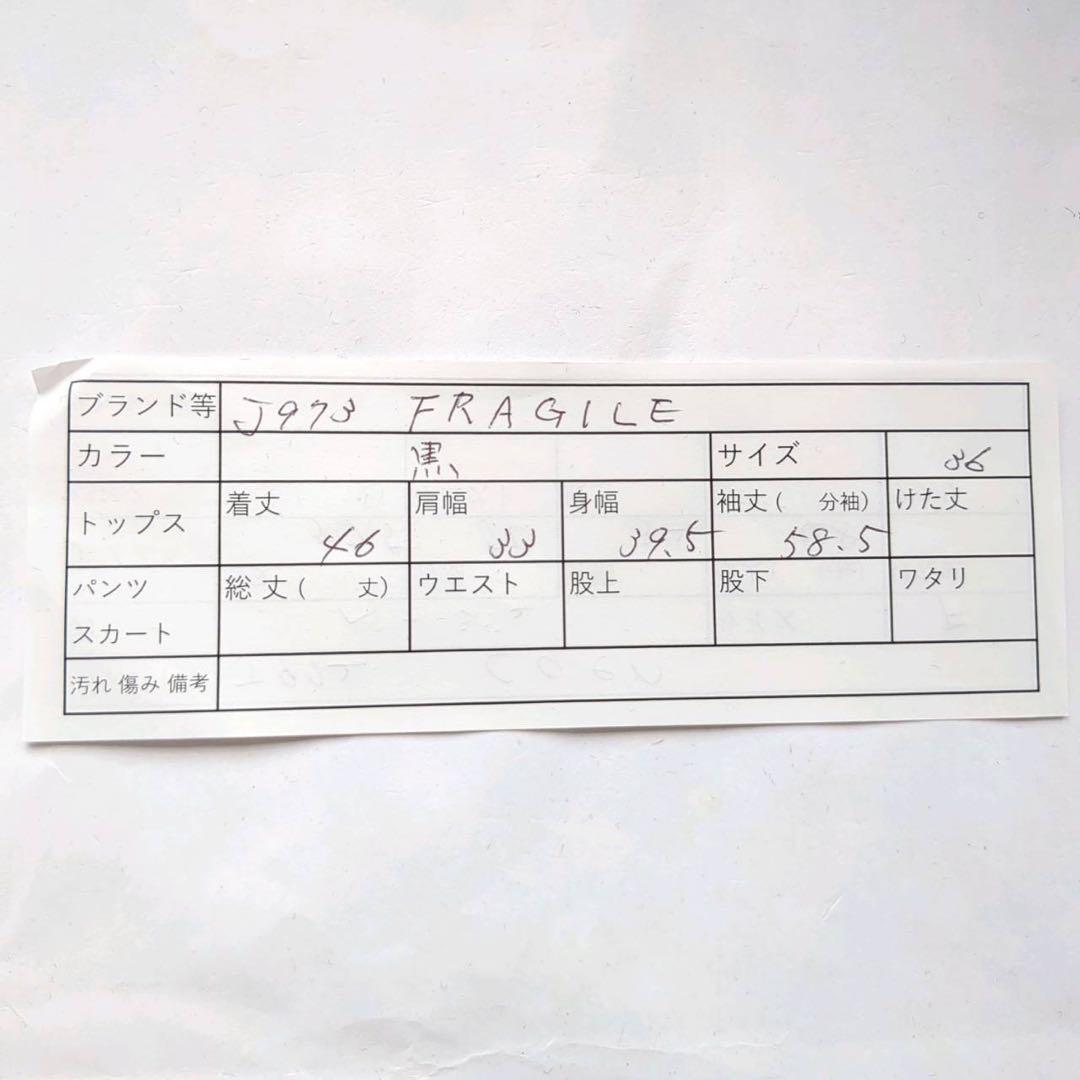 ブランド等 J973 FRAGILE
カラー 黒 サイズ 36
トップス 着丈 46 肩幅 33 身幅 39.5 袖丈( 分袖) 58.5 けた丈
パンツ スカート 総丈( 丈) ウエスト 股上 股下 ワタリ
汚れ 傷み 備考